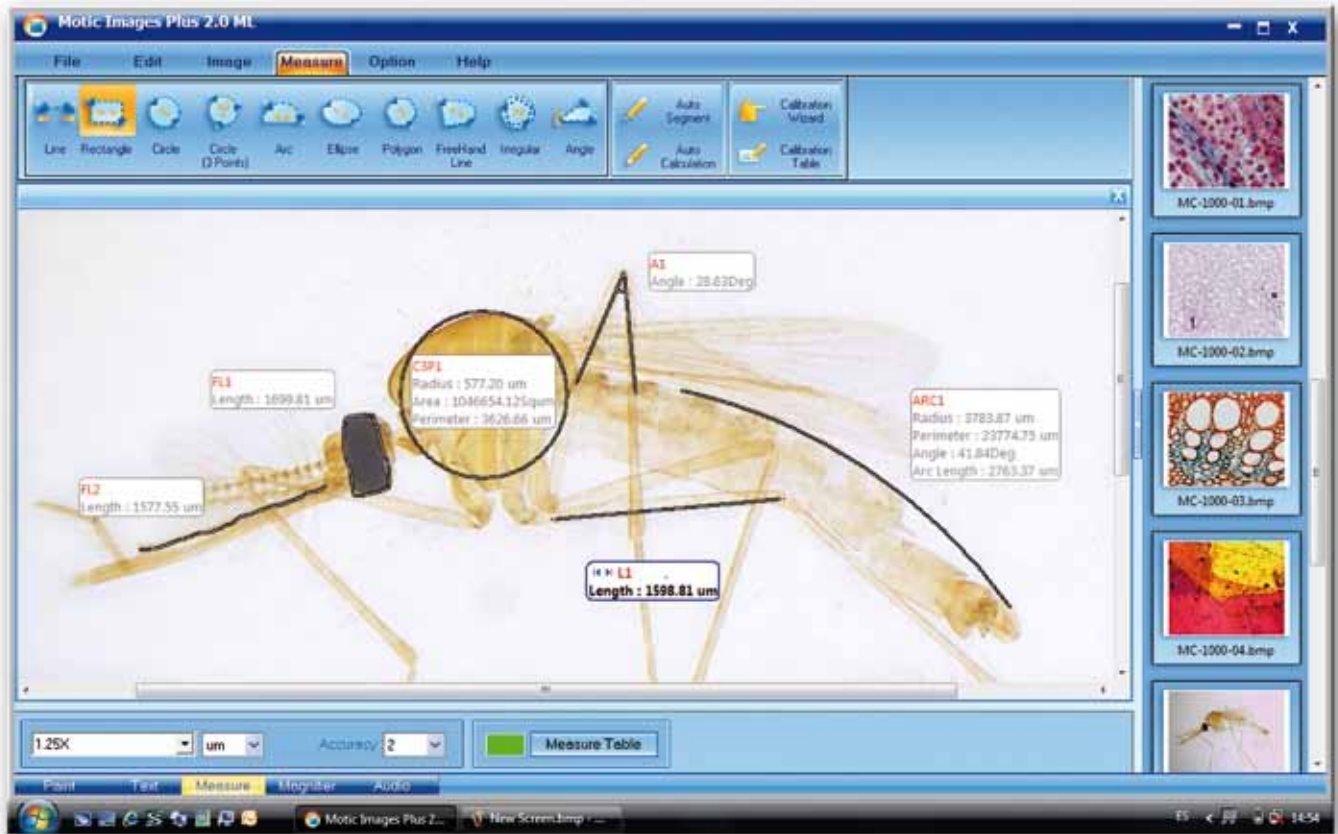 Motic Images Plus 2.0 ML
File Edit Image Measure Option Help
Line Rectangle Circle Circle (3 Points) Arc Ellipse Polygon FreeHand Line Irregular Angle
Auto Segment
Auto Calculation
Calibration Wizard
Calibration Table
MC-1000-01.bmp
MC-1000-02.bmp
MC-1000-03.bmp
MC-1000-04.bmp
A1
Angle : 28.63Deg
C3P1
Radius : 577.20 um
Area : 1046654.12Squm
Perimeter : 3626.66 um
FL1
Length : 1699.81 um
ARC1
Radius : 3783.87 um
Perimeter : 23774.75 um
Angle : 41.84Deg
Arc Length : 2763.37 um
FL2
Length : 1577.55 um
L1
Length : 1598.81 um
1.25X um Accuracy 2 Measure Table
Paint Text Measure Magnifier Audio
Motic Images Plus 2... New Screen.bmp - ... ES 14:54